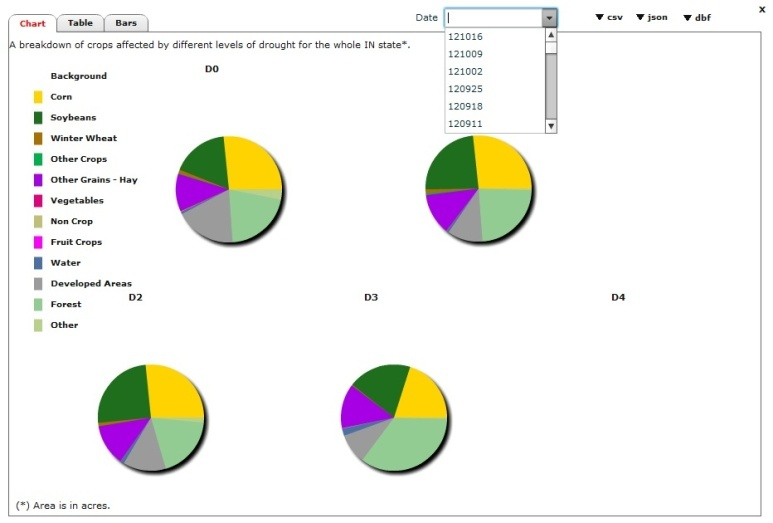 x
Chart Table Bars
Date
csv json dbf
121016
121009
121002
120925
120918
120911
A breakdown of crops affected by different levels of drought for the whole IN state*.
D0
Background
Corn
Soybeans
Winter Wheat
Other Crops
Other Grains - Hay
Vegetables
Non Crop
Fruit Crops
Water
Developed Areas
Forest
Other
D2 D3 D4
(*) Area is in acres.